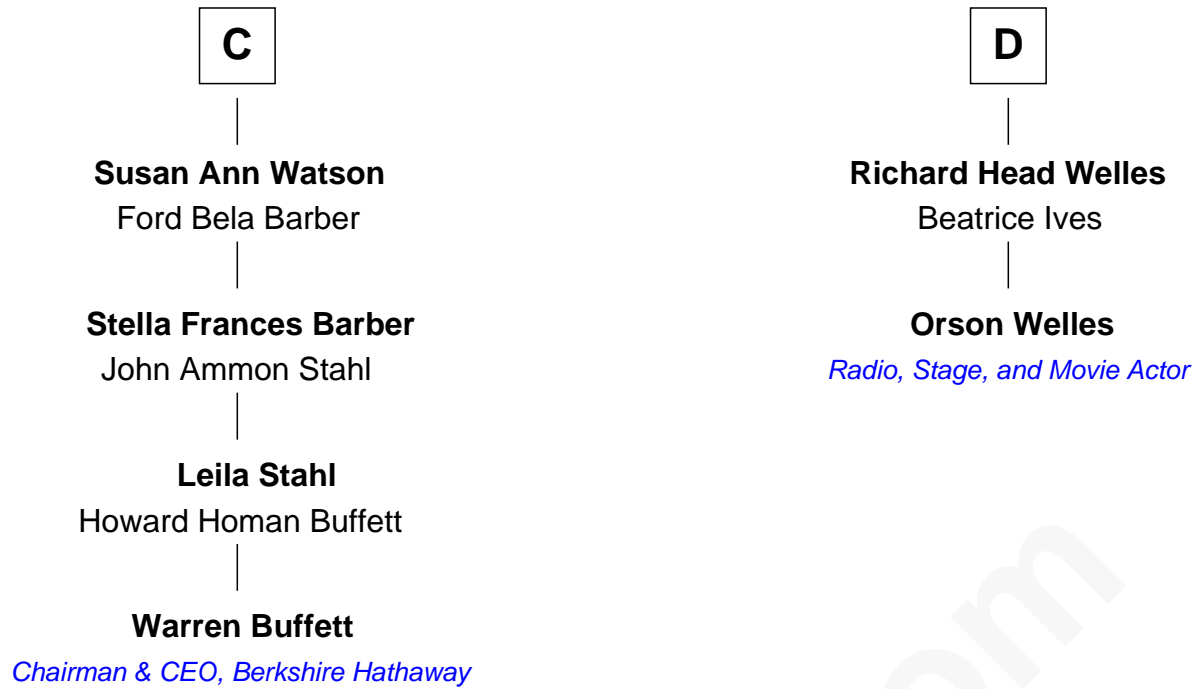 C
Susan Ann Watson
Ford Bela Barber
Stella Frances Barber
John Ammon Stahl
Leila Stahl
Howard Homan Buffett
Warren Buffett
Chairman & CEO, Berkshire Hathaway
D
Richard Head Welles
Beatrice Ives
Orson Welles
Radio, Stage, and Movie Actor
om